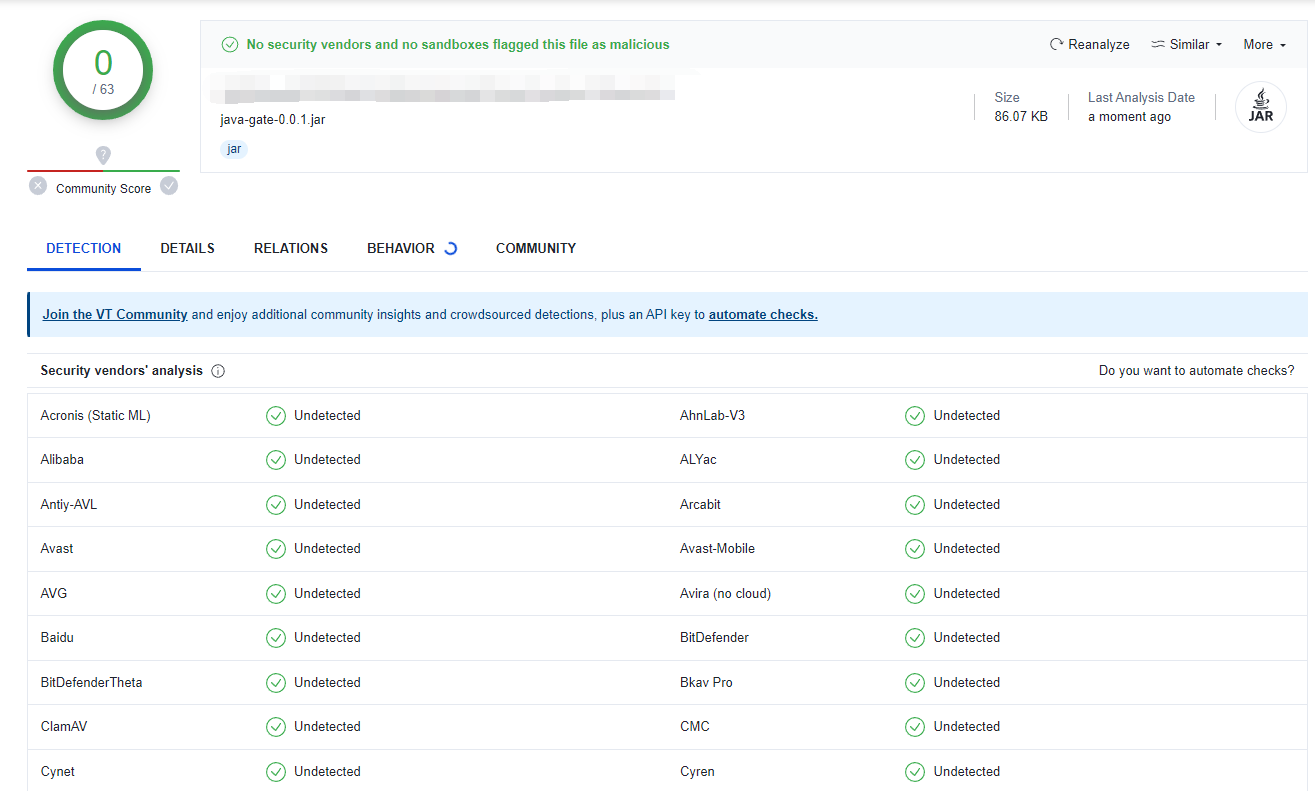 0
/ 63
Community Score
No security vendors and no sandboxes flagged this file as malicious
Reanalyze
Similar
More
java-gate-0.0.1.jar
jar
Size
86.07 KB
Last Analysis Date
a moment ago
JAR
DETECTION DETAILS RELATIONS BEHAVIOR COMMUNITY
Join the VT Community and enjoy additional community insights and crowdsourced detections, plus an API key to automate checks.
Security vendors' analysis Do you want to automate checks?
Acronis (Static ML) Undetected AhnLab-V3 Undetected
Alibaba Undetected ALYac Undetected
Antiy-AVL Undetected Arcabit Undetected
Avast Undetected Avast-Mobile Undetected
AVG Undetected Avira (no cloud) Undetected
Baidu Undetected BitDefender Undetected
BitDefenderTheta Undetected Bkav Pro Undetected
ClamAV Undetected CMC Undetected
Cynet Undetected Cyren Undetected